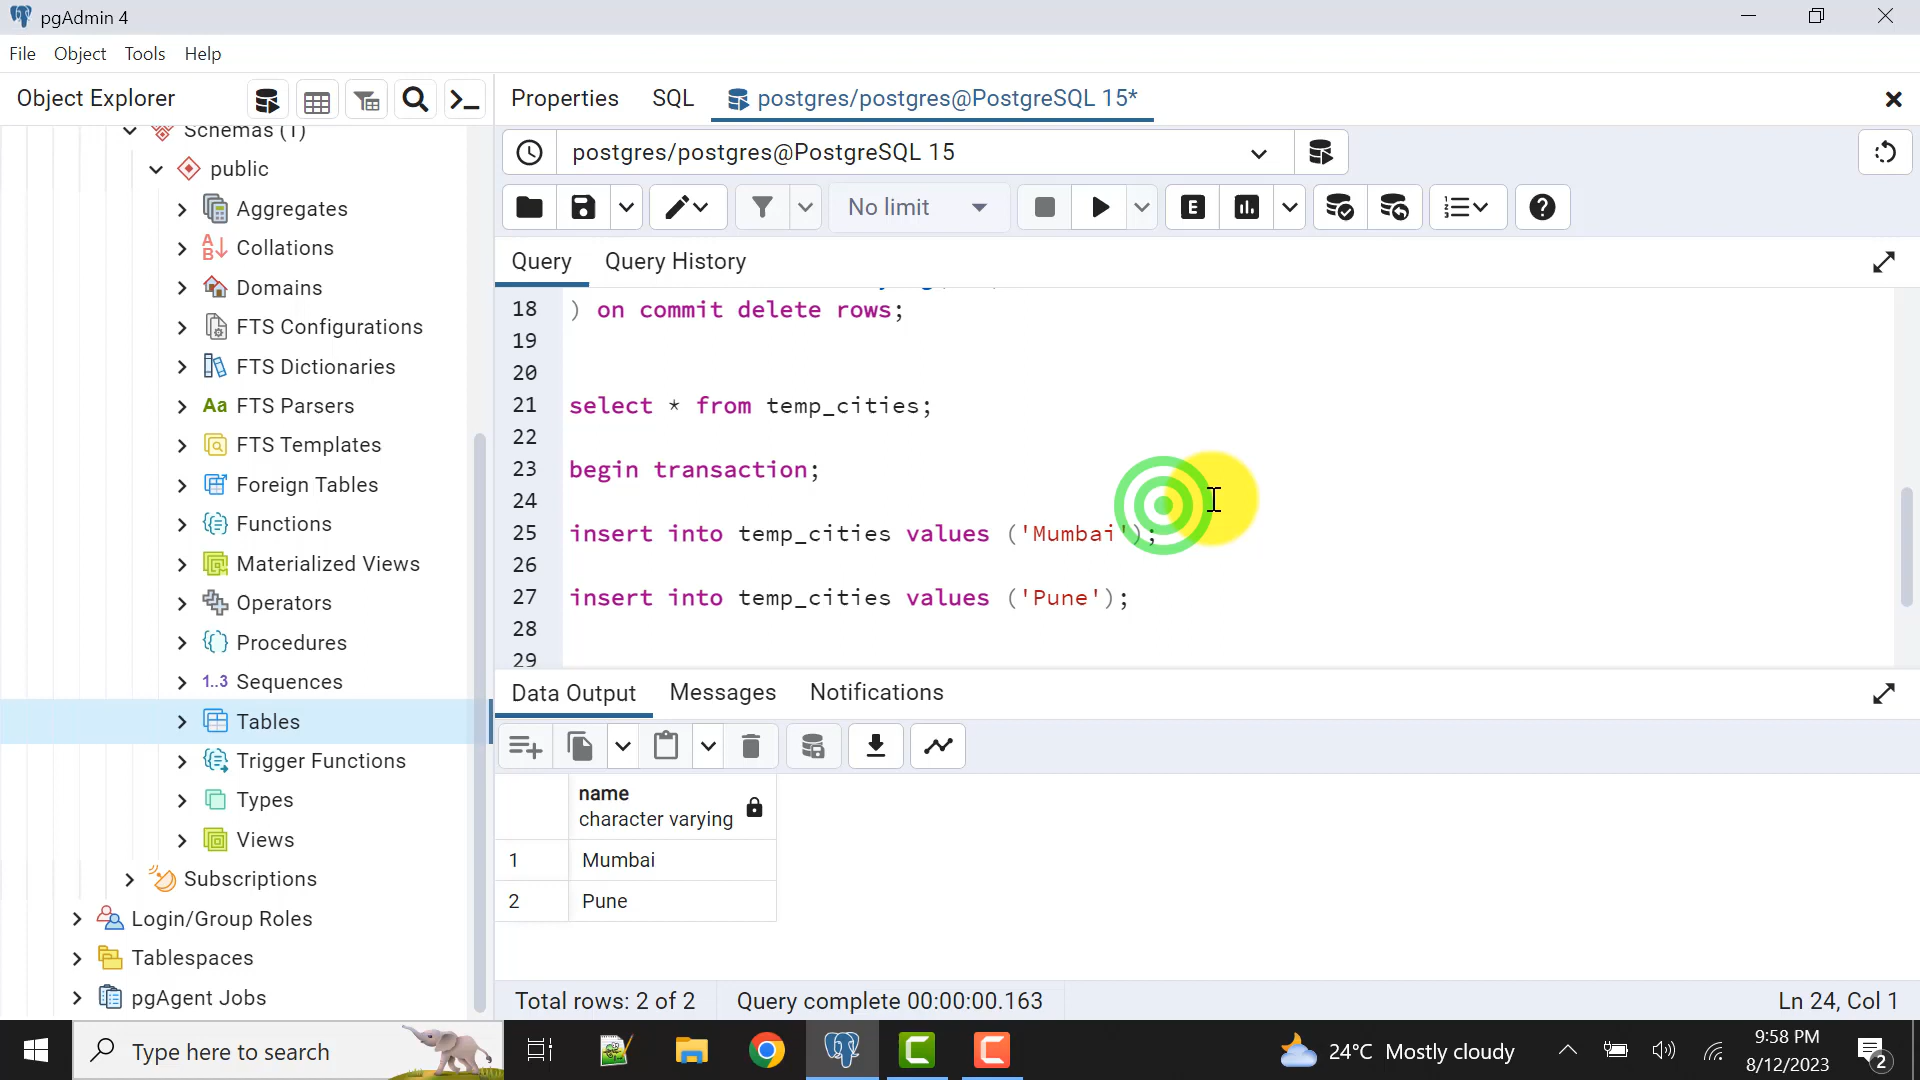 pgAdmin 4
File Object Tools Help
Object Explorer
Properties SQL postgres/postgres@PostgreSQL 15*
postgres/postgres@PostgreSQL 15
No limit
E
Query Query History
Schemas (1)
public
Aggregates
Collations
Domains
FTS Configurations
FTS Dictionaries
Aa FTS Parsers
FTS Templates
Foreign Tables
Functions
Materialized Views
Operators
Procedures
1..3 Sequences
Tables
Trigger Functions
Types
Views
Subscriptions
Login/Group Roles
Tablespaces
pgAgent Jobs
18 ) on commit delete rows;
19
20
21 select * from temp_cities;
22
23 begin transaction;
24
25 insert into temp_cities values ('Mumbai');
26
27 insert into temp_cities values ('Pune');
28
29
Data Output Messages Notifications
name
character varying
1 Mumbai
2 Pune
Total rows: 2 of 2 Query complete 00:00:00.163 Ln 24, Col 1
Type here to search
24°C Mostly cloudy
9:58 PM
8/12/2023
2